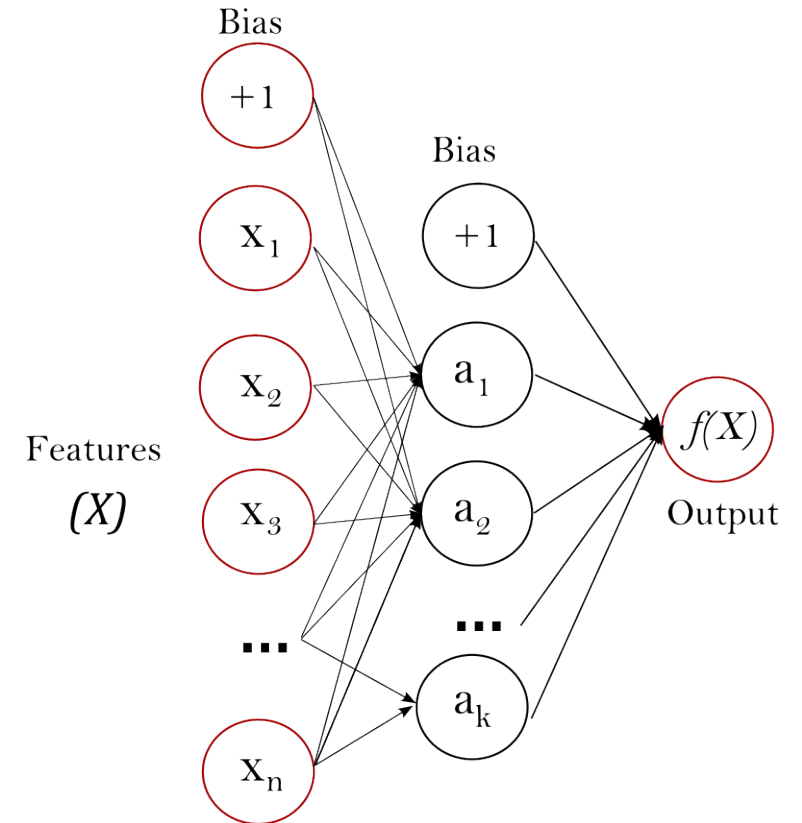 Bias
+1
x₁
x₂
x₃
...
xₙ
Features
(X)
Bias
+1
a₁
a₂
...
aₖ
f(X)
Output